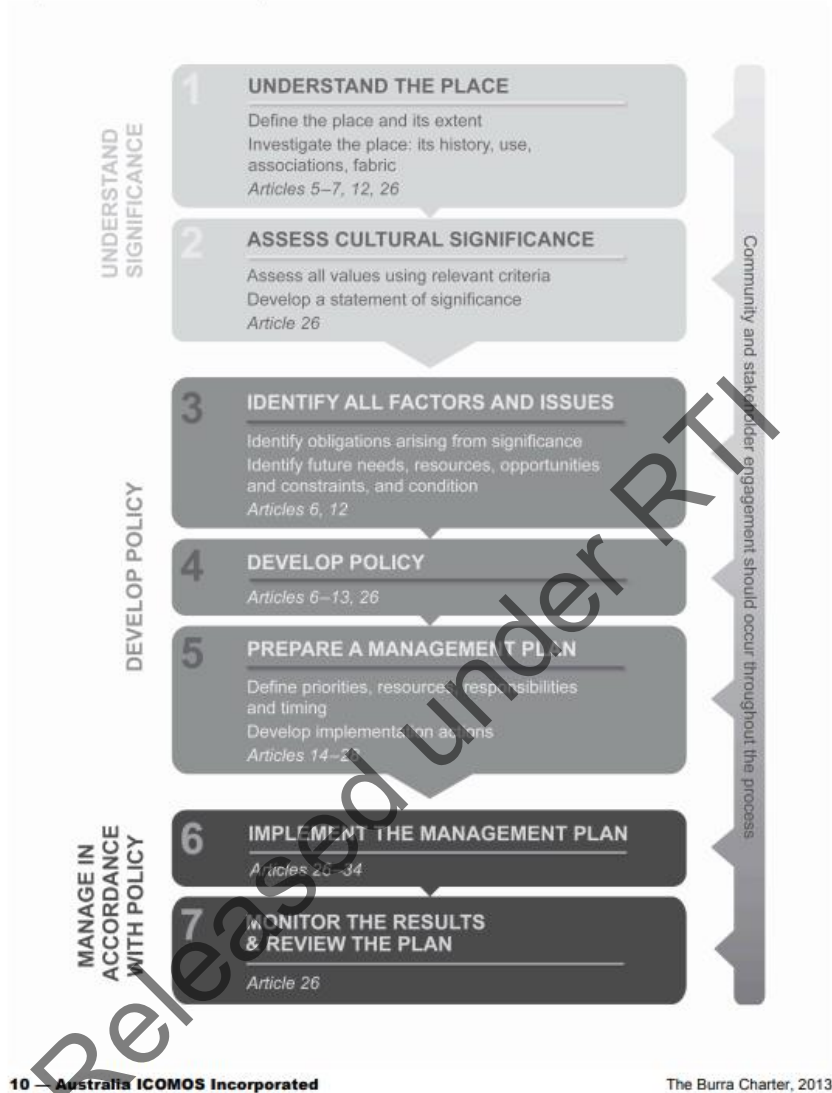 UNDERSTAND
SIGNIFICANCE
1
UNDERSTAND THE PLACE
Define the place and its extent
Investigate the place: its history, use,
associations, fabric
Articles 5–7, 12, 26
2
ASSESS CULTURAL SIGNIFICANCE
Assess all values using relevant criteria
Develop a statement of significance
Article 26
DEVELOP POLICY
3
IDENTIFY ALL FACTORS AND ISSUES
Identify obligations arising from significance
Identify future needs, resources, opportunities
and constraints, and condition
Articles 6, 12
4
DEVELOP POLICY
Articles 6–13, 26
5
PREPARE A MANAGEMENT PLAN
Define priorities, resources, responsibilities
and timing
Develop implementation actions
Articles 14–28
MANAGE IN
ACCORDANCE
WITH POLICY
6
IMPLEMENT THE MANAGEMENT PLAN
Articles 26–34
7
MONITOR THE RESULTS
& REVIEW THE PLAN
Article 26
Community and stakeholder engagement should occur throughout the process
Released under RTI
10 — Australia ICOMOS Incorporated
The Burra Charter, 2013